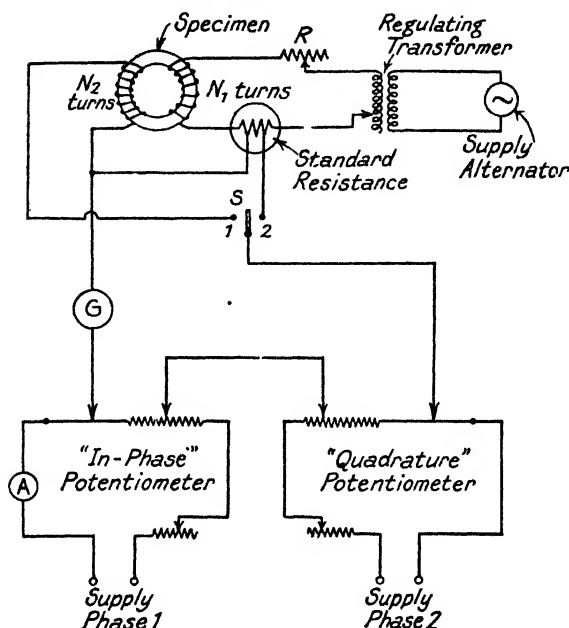 Specimen
R
Regulating
Transformer
N2
turns
N1 turns
Standard
Resistance
Supply
Alternator
S
1 2
G
"In-Phase"
Potentiometer
"Quadrature"
Potentiometer
A
Supply
Phase 1
Supply
Phase 2